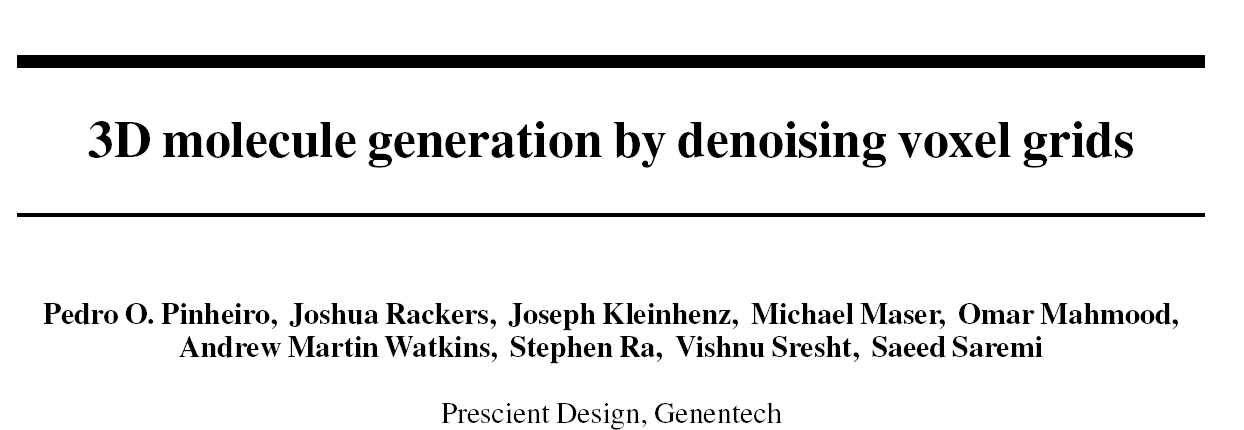 3D molecule generation by denoising voxel grids
Pedro O. Pinheiro, Joshua Rackers, Joseph Kleinhenz, Michael Maser, Omar Mahmood,
Andrew Martin Watkins, Stephen Ra, Vishnu Sresht, Saeed Saremi
Prescient Design, Genentech